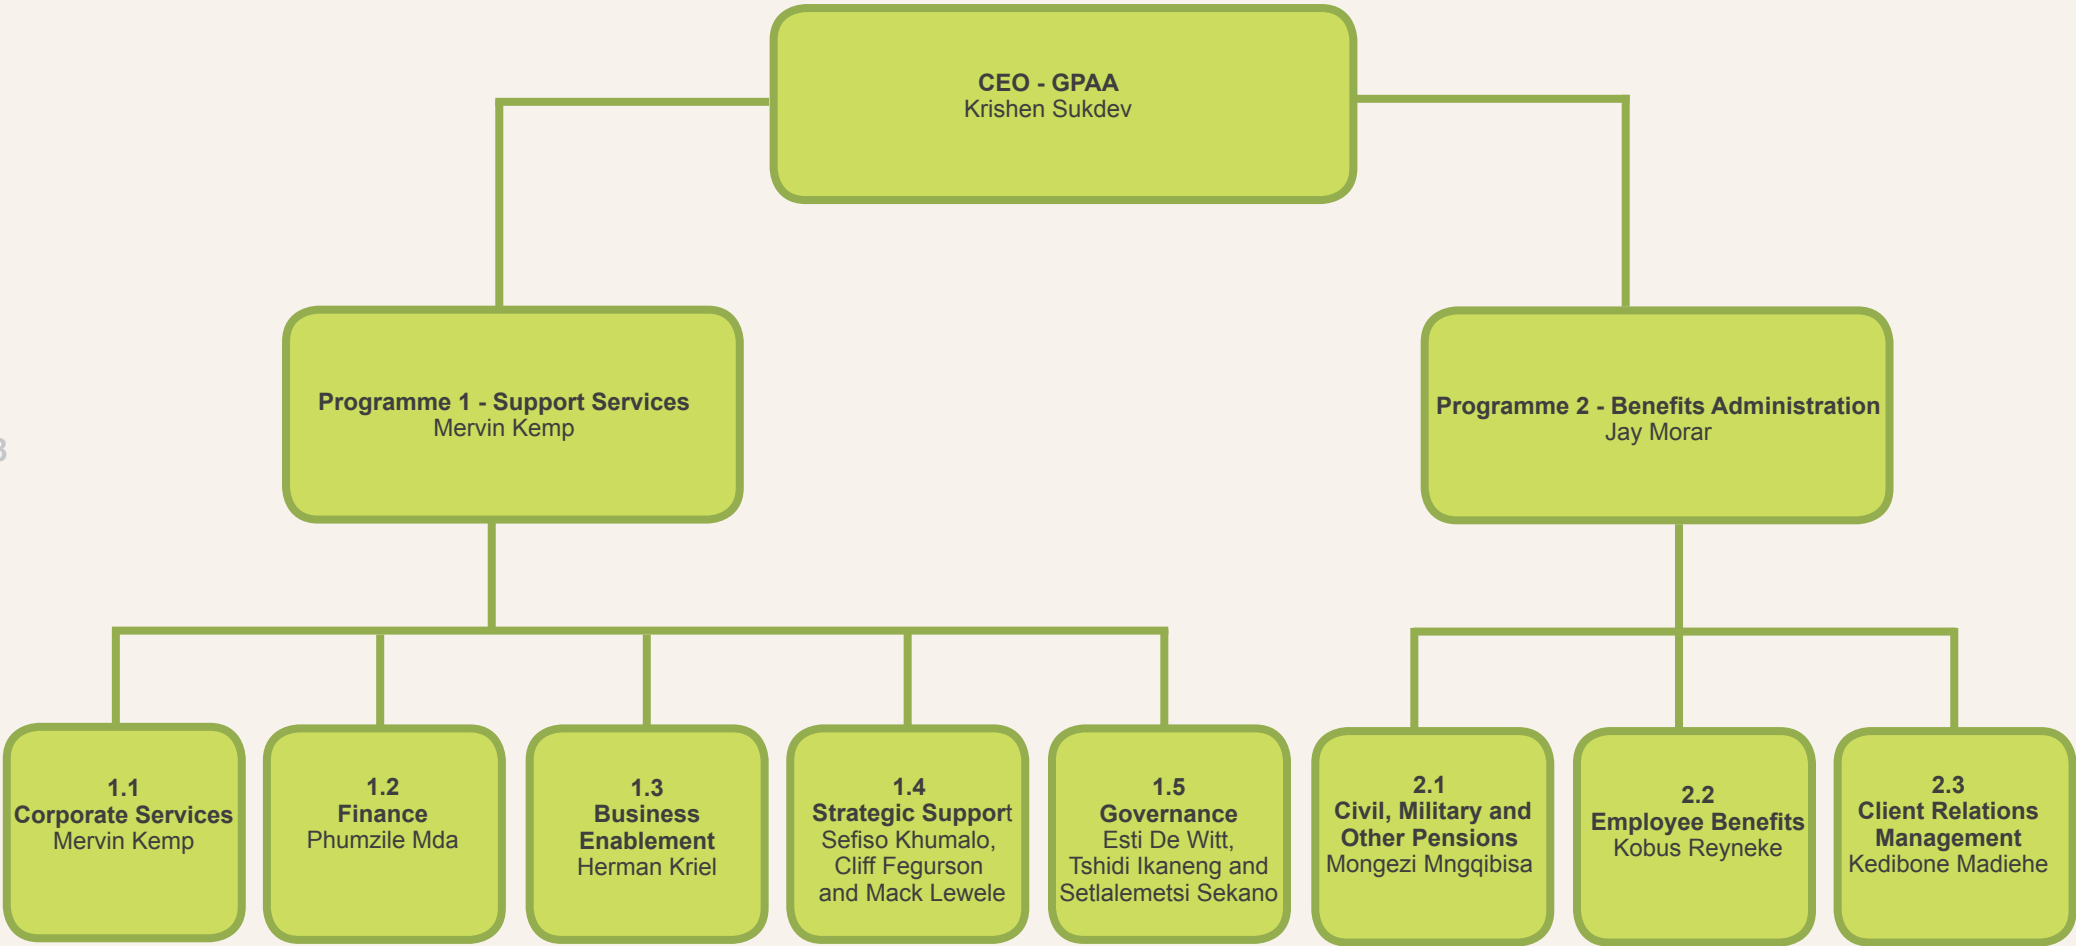 CEO - GPAA
Krishen Sukdev
Programme 1 - Support Services
Mervin Kemp
Programme 2 - Benefits Administration
Jay Morar
1.1
Corporate Services
Mervin Kemp
1.2
Finance
Phumzile Mda
1.3
Business
Enablement
Herman Kriel
1.4
Strategic Support
Sefiso Khumalo,
Cliff Fegurson
and Mack Lewele
1.5
Governance
Esti De Witt,
Tshidi Ikaneng and
Setlalemetsi Sekano
2.1
Civil, Military and
Other Pensions
Mongezi Mngqibisa
2.2
Employee Benefits
Kobus Reyneke
2.3
Client Relations
Management
Kedibone Madiehe